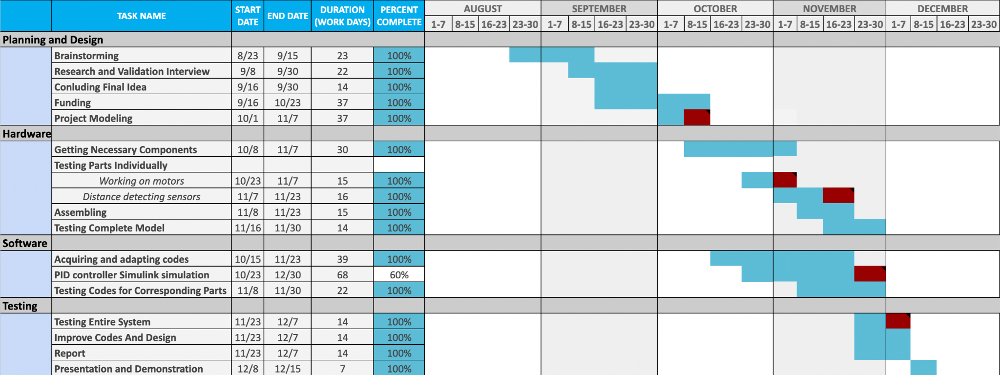 TASK NAME START DATE END DATE DURATION (WORK DAYS) PERCENT COMPLETE AUGUST SEPTEMBER OCTOBER NOVEMBER DECEMBER
1-7 8-15 16-23 23-30 1-7 8-15 16-23 23-30 1-7 8-15 16-23 23-30 1-7 8-15 16-23 23-30 1-7 8-15 16-23 23-30
Planning and Design
Brainstorming 8/23 9/15 23 100%
Research and Validation Interview 9/8 9/30 22 100%
Conluding Final Idea 9/16 9/30 14 100%
Funding 9/16 10/23 37 100%
Project Modeling 10/1 11/7 37 100%
Hardware
Getting Necessary Components 10/8 11/7 30 100%
Testing Parts Individually
Working on motors 10/23 11/7 15 100%
Distance detecting sensors 11/7 11/23 16 100%
Assembling 11/8 11/23 15 100%
Testing Complete Model 11/16 11/30 14 100%
Software
Acquiring and adapting codes 10/15 11/23 39 100%
PID controller Simulink simulation 10/23 12/30 68 60%
Testing Codes for Corresponding Parts 11/8 11/30 22 100%
Testing
Testing Entire System 11/23 12/7 14 100%
Improve Codes And Design 11/23 12/7 14 100%
Report 11/23 12/7 14 100%
Presentation and Demonstration 12/8 12/15 7 100%